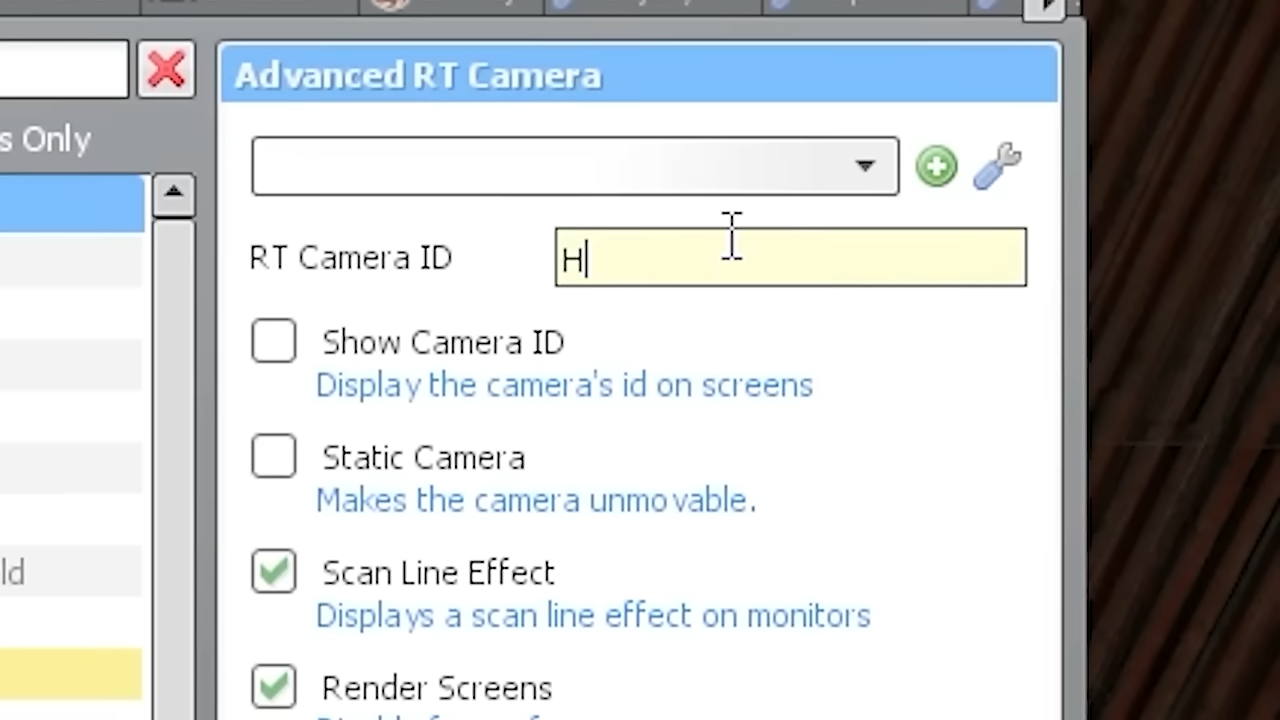 s Only
Advanced RT Camera
RT Camera ID
H
Show Camera ID
Display the camera's id on screens
Static Camera
Makes the camera unmovable.
Scan Line Effect
Displays a scan line effect on monitors
ld
Render Screens